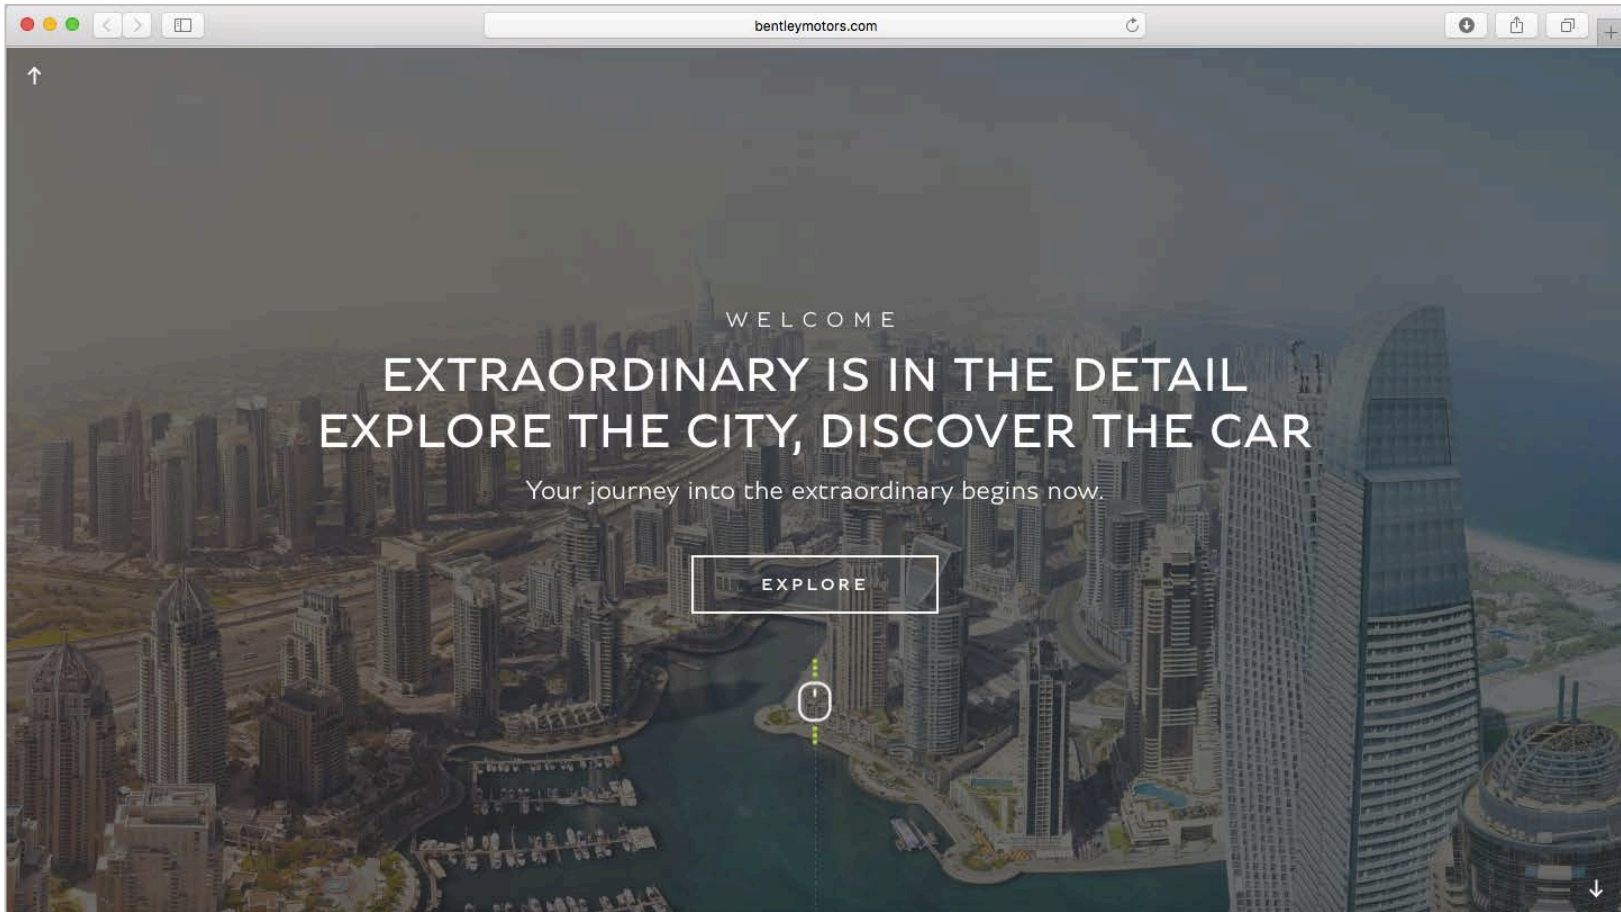 bentleymotors.com
WELCOME
EXTRAORDINARY IS IN THE DETAIL
EXPLORE THE CITY, DISCOVER THE CAR
Your journey into the extraordinary begins now.
EXPLORE